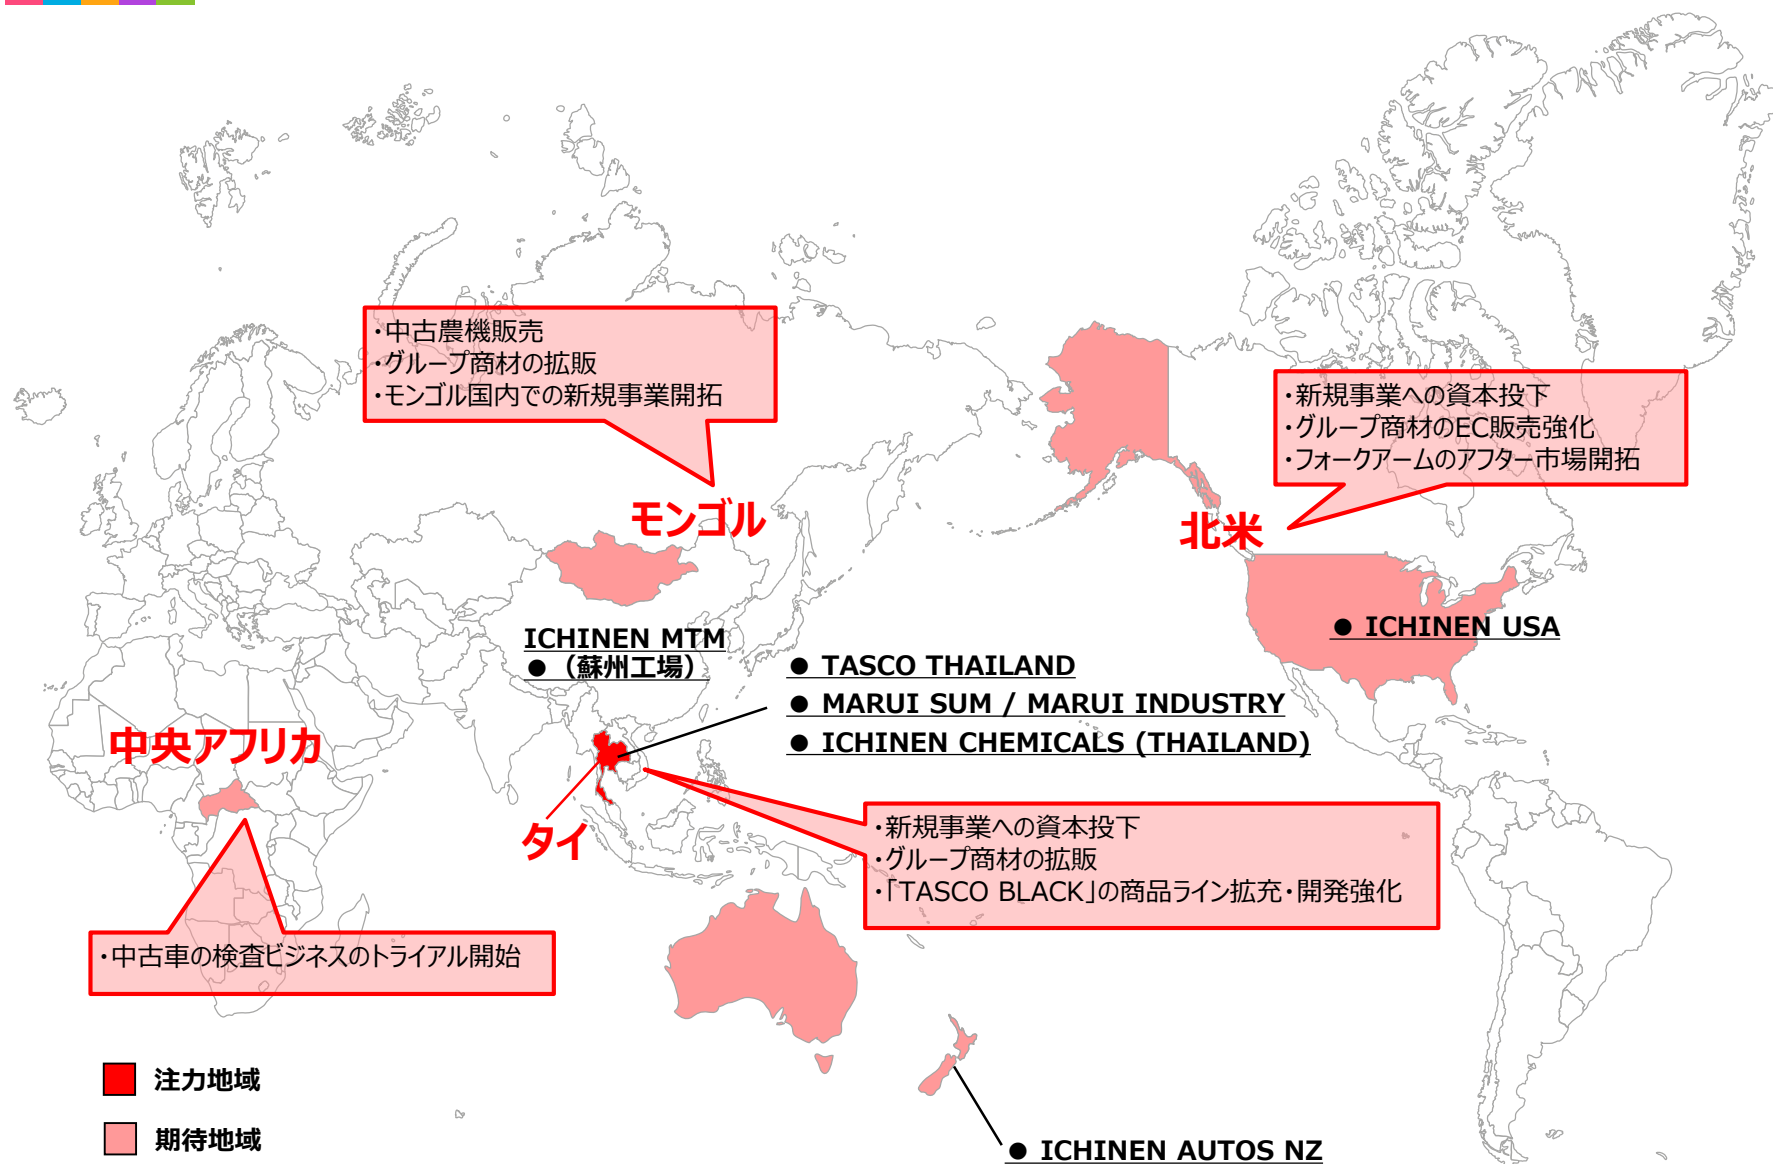 ・中古農機販売
・グループ商材の拡販
・モンゴル国内での新規事業開拓
モンゴル
・新規事業への資本投下
・グループ商材のEC販売強化
・フォークアームのアフター市場開拓
北米
● ICHINEN USA
ICHINEN MTM
● （蘇州工場）
● TASCO THAILAND
● MARUI SUM / MARUI INDUSTRY
● ICHINEN CHEMICALS (THAILAND)
中央アフリカ
タイ
・新規事業への資本投下
・グループ商材の拡販
・「TASCO BLACK」の商品ライン拡充・開発強化
・中古車の検査ビジネスのトライアル開始
注力地域
期待地域
● ICHINEN AUTOS NZ